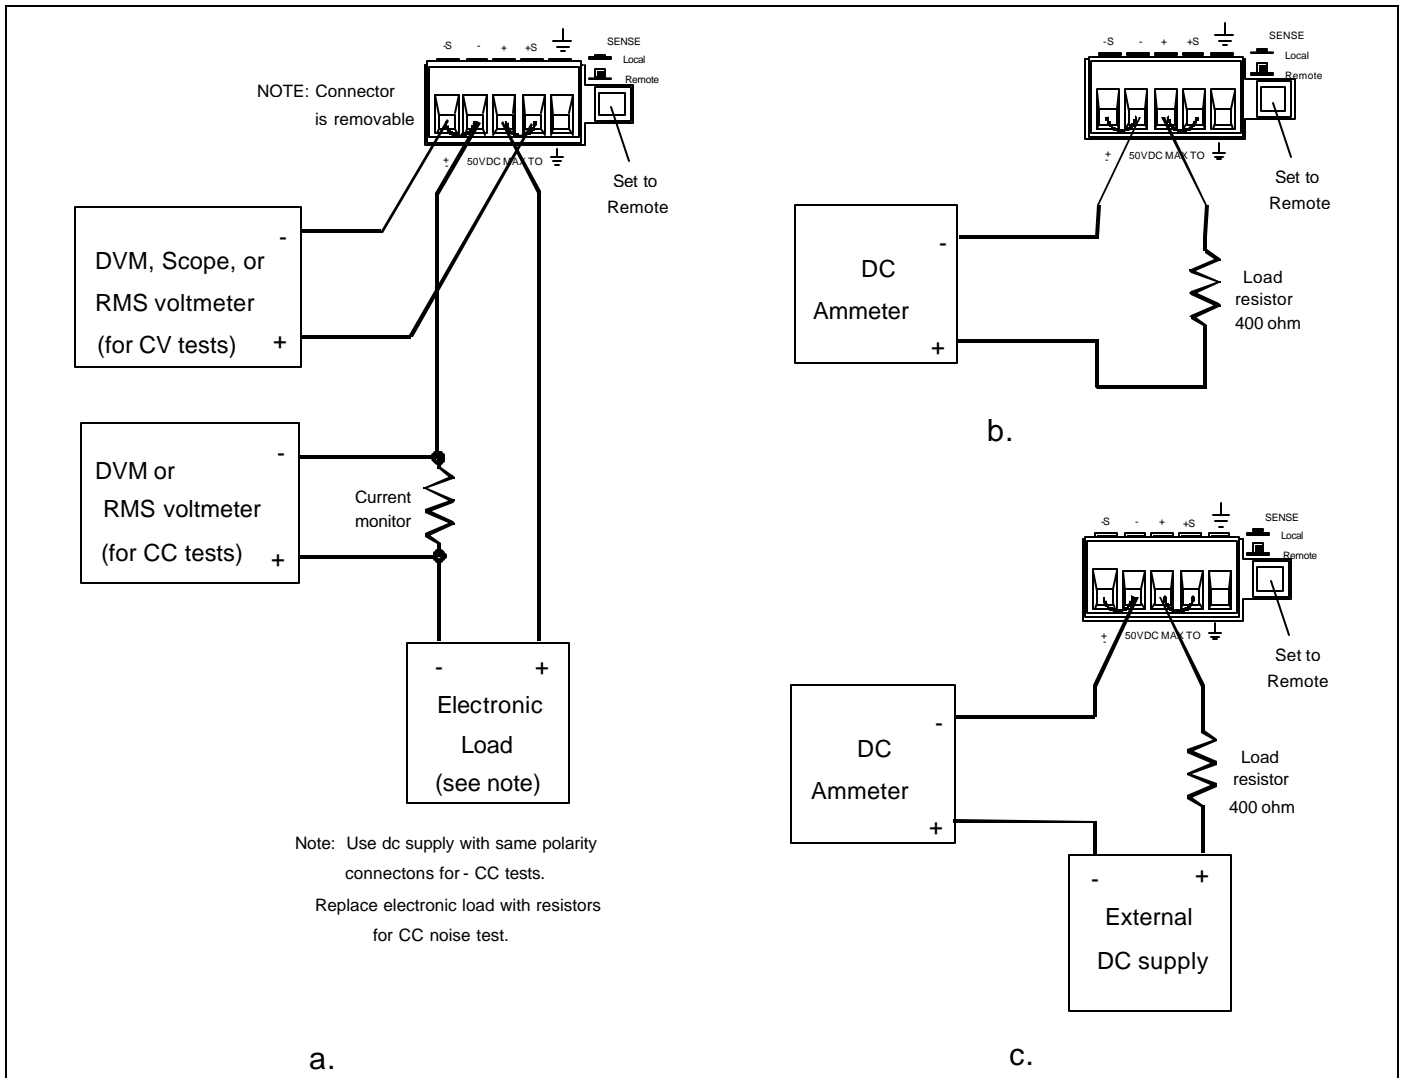 -S - + +S
SENSE
Local
Remote
NOTE: Connector
is removable
+
-
50VDC MAX TO
Set to
Remote
-
DVM, Scope, or
RMS voltmeter
(for CV tests)
+
-
DVM or
RMS voltmeter
(for CC tests)
+
Current
monitor
- +
Electronic
Load
(see note)
Note: Use dc supply with same polarity
connectons for - CC tests.
Replace electronic load with resistors
for CC noise test.
a.
-S - + +S
SENSE
Local
Remote
+
-
50VDC MAX TO
Set to
Remote
-
DC
Ammeter
+
Load
resistor
400 ohm
b.
-S - + +S
SENSE
Local
Remote
+
-
50VDC MAX TO
Set to
Remote
-
DC
Ammeter
+
Load
resistor
400 ohm
- +
External
DC supply
c.